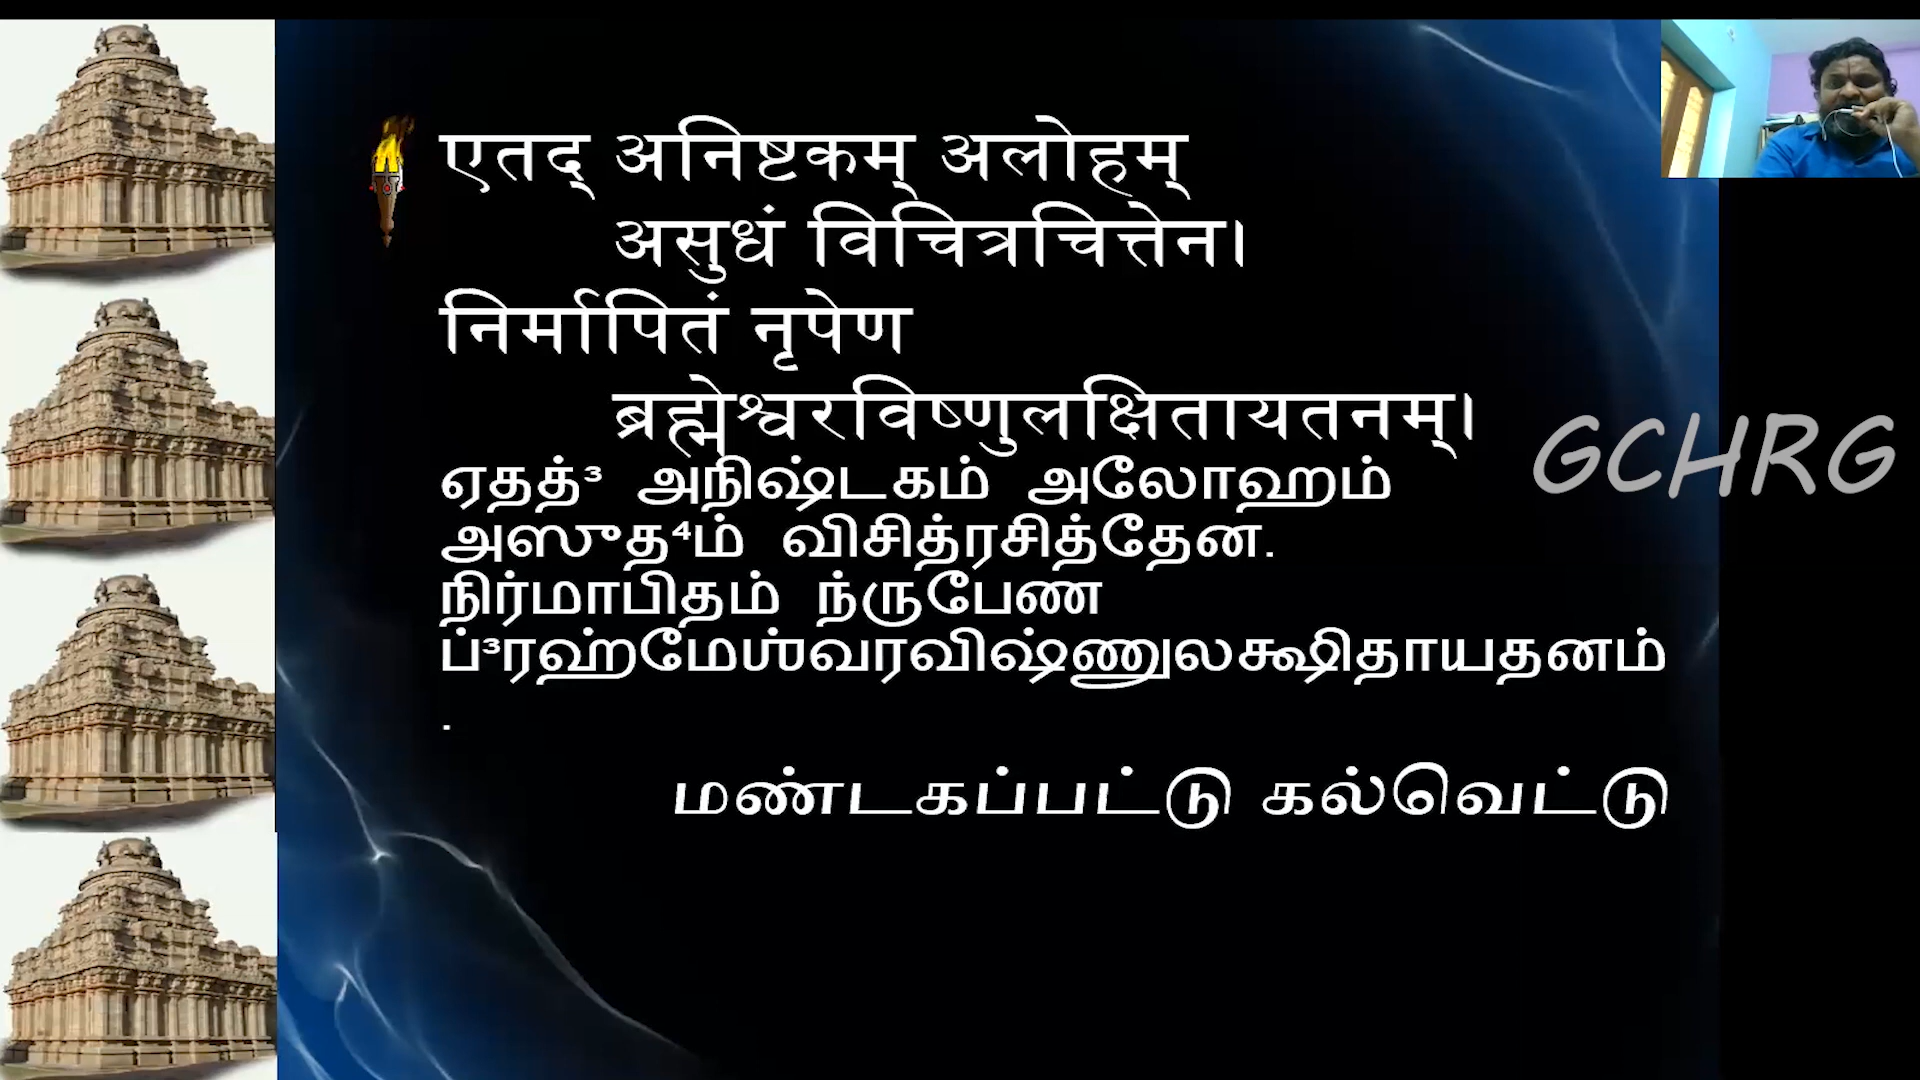 एतद् अनिष्टकम् अलोहम्
असुधं विचित्रचित्तेन।
निर्मापितं नृपेण
ब्रह्मेश्वरविष्णुलक्षितायतनम्।
ஏதத்³ அநிஷ்டகம் அலோஹம்
அஸுத⁴ம் விசித்ரசித்தேன.
நிர்மாபிதம் ந்ருபேண
ப்³ரஹ்மேஶ்வரவிஷ்ணுலக்ஷிதாயதனம்
.
மண்டகப்பட்டு கல்வெட்டு
GCHRG